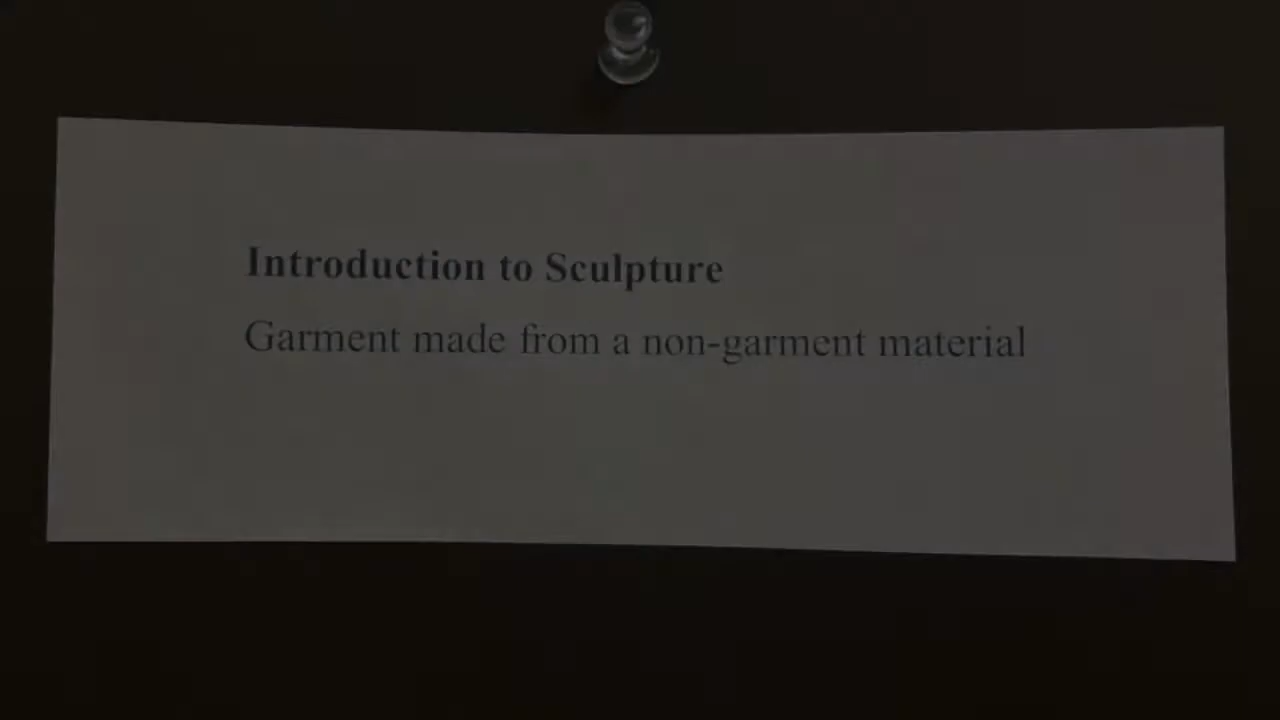 Introduction to Sculpture
Garment made from a non-garment material